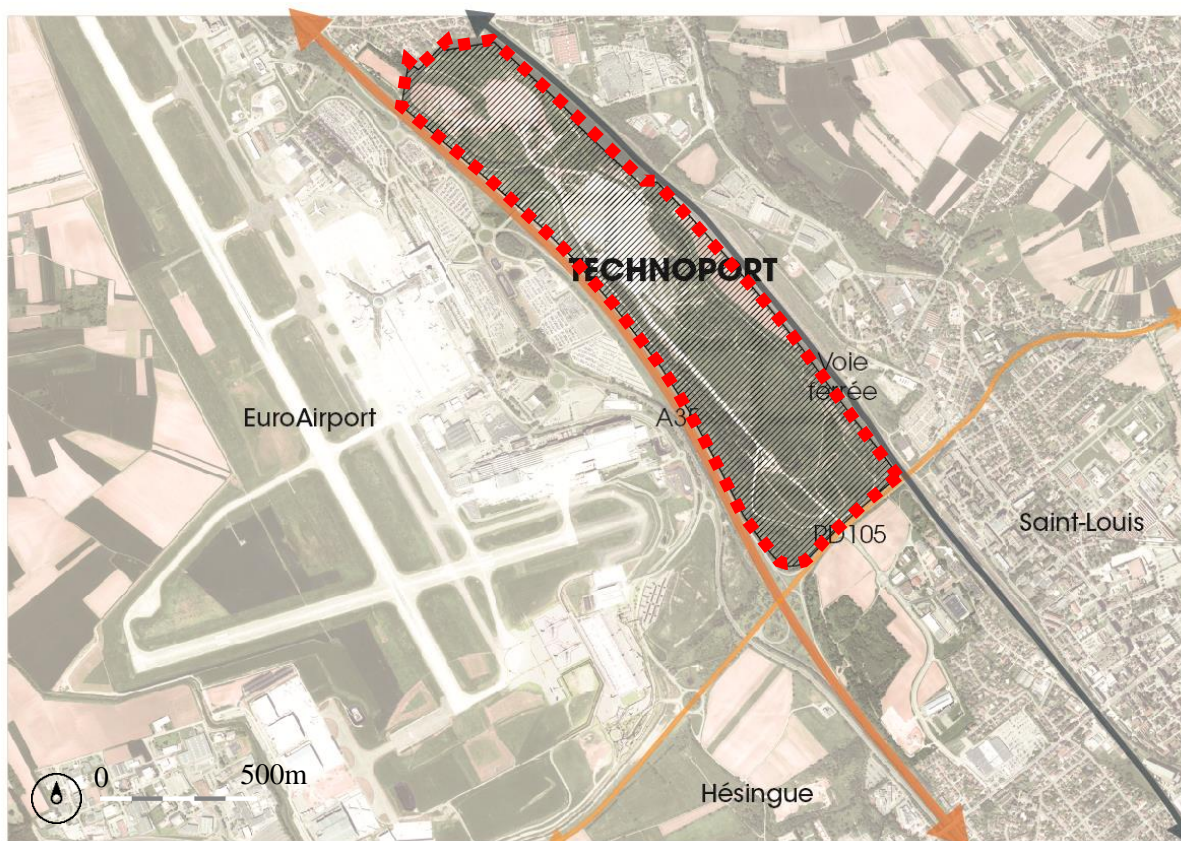 TECHNOPORT
Voie
ferrée
EuroAirport
A35
Saint-Louis
RD105
0 500m
Hésingue